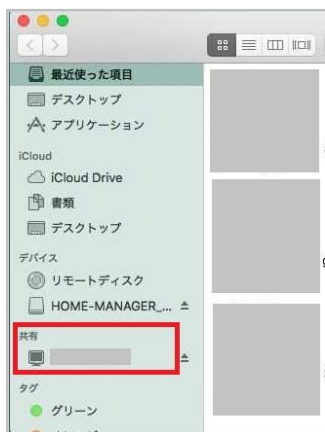 最近使った項目
デスクトップ
アプリケーション
iCloud
iCloud Drive
書類
デスクトップ
デバイス
リモートディスク
HOME-MANAGER_...
共有
タグ
グリーン